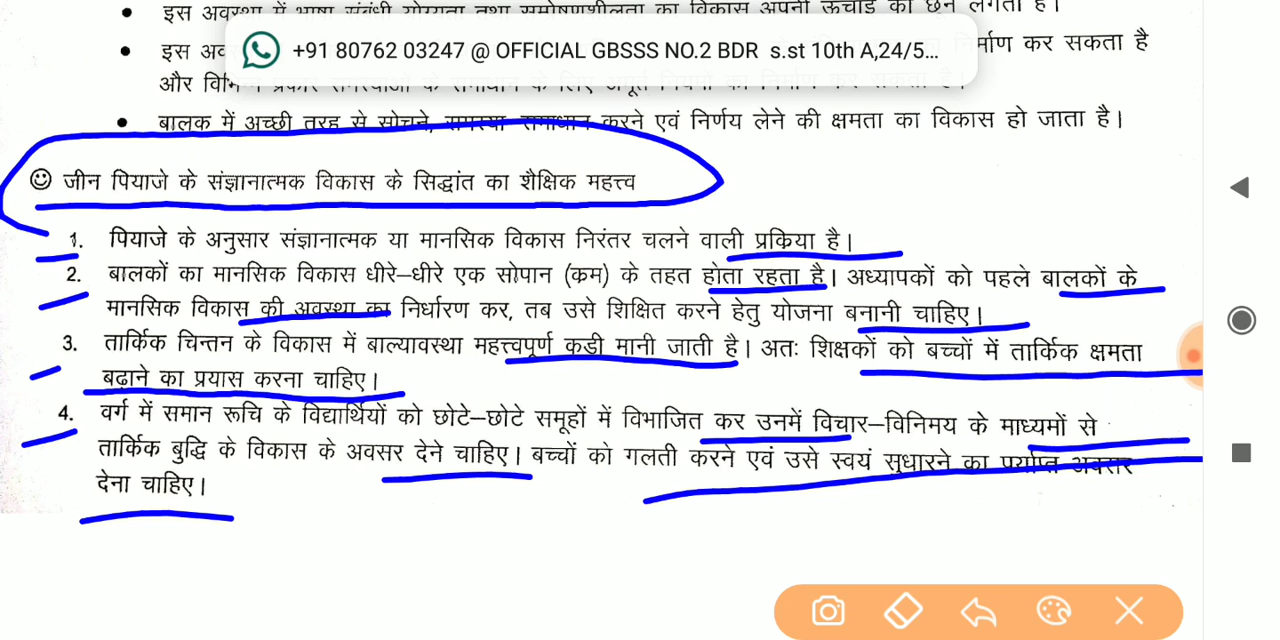 इस अवस्था में भाषा संबंधी योग्यता तथा सम्प्रेषणशीलता का विकास अपनी ऊंचाई को छूने लगता है।
+91 80762 03247 @ OFFICIAL GBSSS NO.2 BDR s.st 10th A,24/5...
इस निर्माण कर सकता है
और
बालक में अच्छी तरह से सोचने, समस्या समाधान करने एवं निर्णय लेने की क्षमता का विकास हो जाता है।
जीन पियाजे के संज्ञानात्मक विकास के सिद्धांत का शैक्षिक महत्त्व
1. पियाजे के अनुसार संज्ञानात्मक या मानसिक विकास निरंतर चलने वाली प्रकिया है।
2. बालकों का मानसिक विकास धीरे–धीरे एक सोपान (कम) के तहत होता रहता है। अध्यापकों को पहले बालकों के
मानसिक विकास की अवस्था का निर्धारण कर, तब उसे शिक्षित करने हेतु योजना बनानी चाहिए।
3. तार्किक चिन्तन के विकास में बाल्यावस्था महत्त्वपूर्ण कडी मानी जाती है। अतः शिक्षकों को बच्चों में तार्किक क्षमता
बढ़ाने का प्रयास करना चाहिए।
4. वर्ग में समान रूचि के विद्यार्थियों को छोटे–छोटे समूहों में विभाजित कर उनमें विचार–विनिमय के माध्यमों से
तार्किक बुद्धि के विकास के अवसर देने चाहिए। बच्चों को गलती करने एवं उसे स्वयं सुधारने का पर्याप्त अवसर
देना चाहिए।